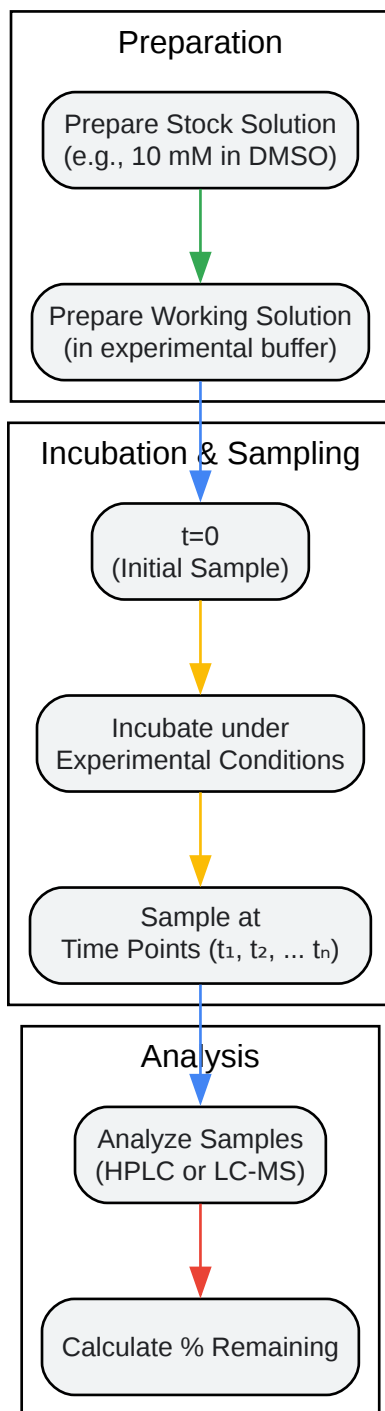 Preparation
Prepare Stock Solution
(e.g., 10 mM in DMSO)
Prepare Working Solution
(in experimental buffer)
Incubation & Sampling
t=0
(Initial Sample)
Incubate under
Experimental Conditions
Sample at
Time Points (t₁, t₂, ... tₙ)
Analysis
Analyze Samples
(HPLC or LC-MS)
Calculate % Remaining